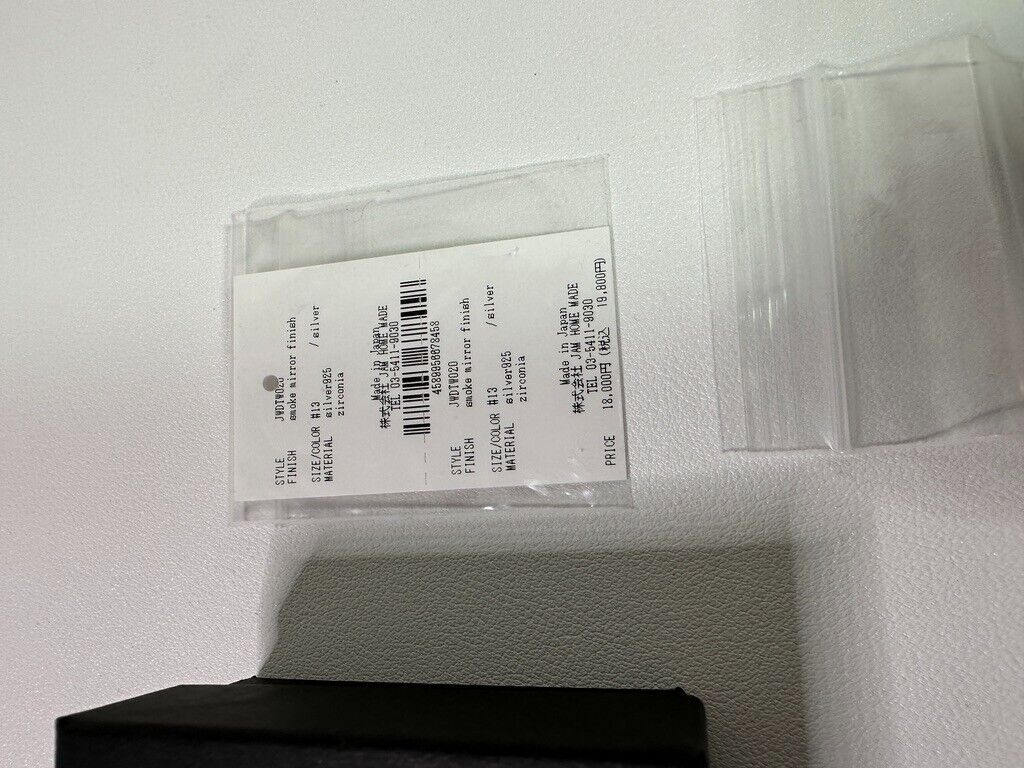 STYLE JWDTW020
FINISH smoke mirror finish
SIZE/COLOR #13 / silver
MATERIAL silver925
zirconia
Made in Japan
株式会社 JAM HOME MADE
TEL 03-5411-9030
STYLE JWDTW020
FINISH smoke mirror finish
SIZE/COLOR #13 / silver
MATERIAL silver925
zirconia
Made in Japan
株式会社 JAM HOME MADE
TEL 03-5411-9030
PRICE 18,000円(税込 19,800円)